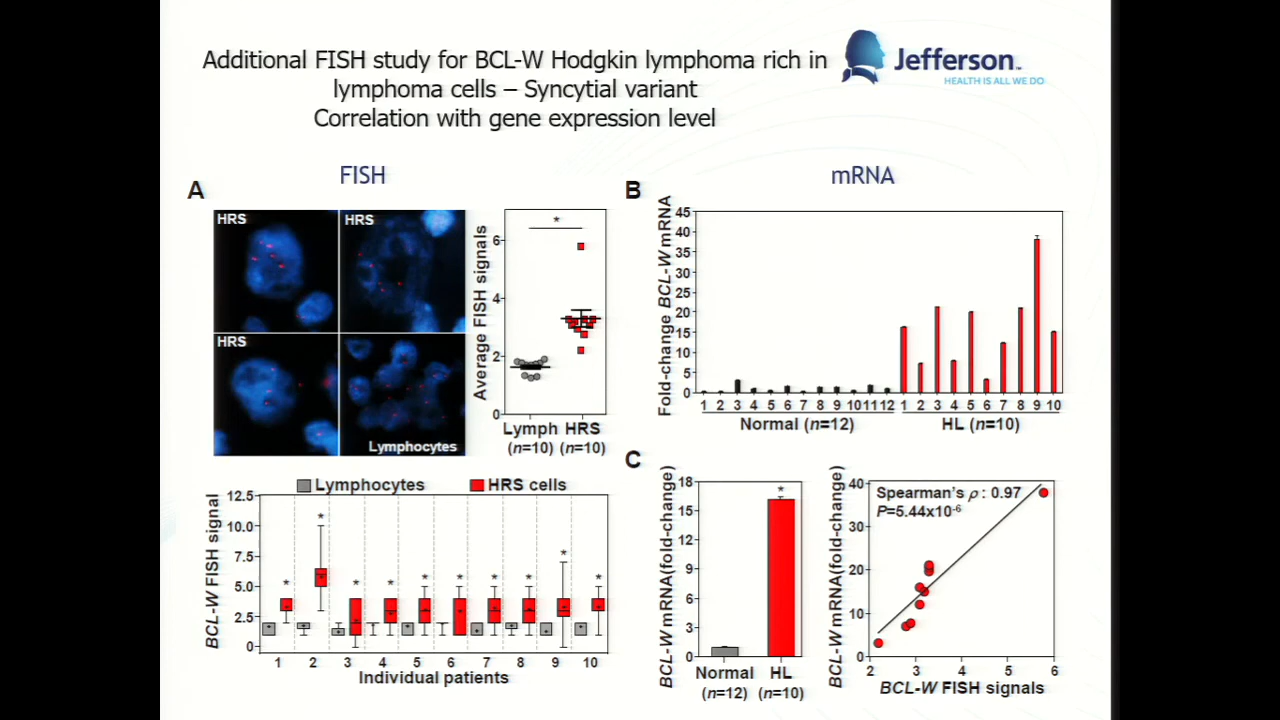 Additional FISH study for BCL-W Hodgkin lymphoma rich in
lymphoma cells – Syncytial variant
Correlation with gene expression level
Jefferson™
HEALTH IS ALL WE DO
FISH
mRNA
A
HRS
HRS
HRS
Lymphocytes
Average FISH signals
6
4
2
0
*
Lymph HRS
(n=10) (n=10)
B
Fold-change BCL-W mRNA
45
40
35
30
25
20
15
10
5
0
1 2 3 4 5 6 7 8 9 10 11 12 1 2 3 4 5 6 7 8 9 10
Normal (n=12) HL (n=10)
Lymphocytes HRS cells
BCL-W FISH signal
12.5
10.0
7.5
5.0
2.5
0
* * * * * * * * * *
1 2 3 4 5 6 7 8 9 10
Individual patients
C
BCL-W mRNA(fold-change)
18
15
12
9
6
3
0
*
Normal HL
(n=12) (n=10)
BCL-W mRNA(fold-change)
40
30
20
10
0
Spearman's ρ : 0.97
P=5.44x10⁻⁶
2 3 4 5 6
BCL-W FISH signals